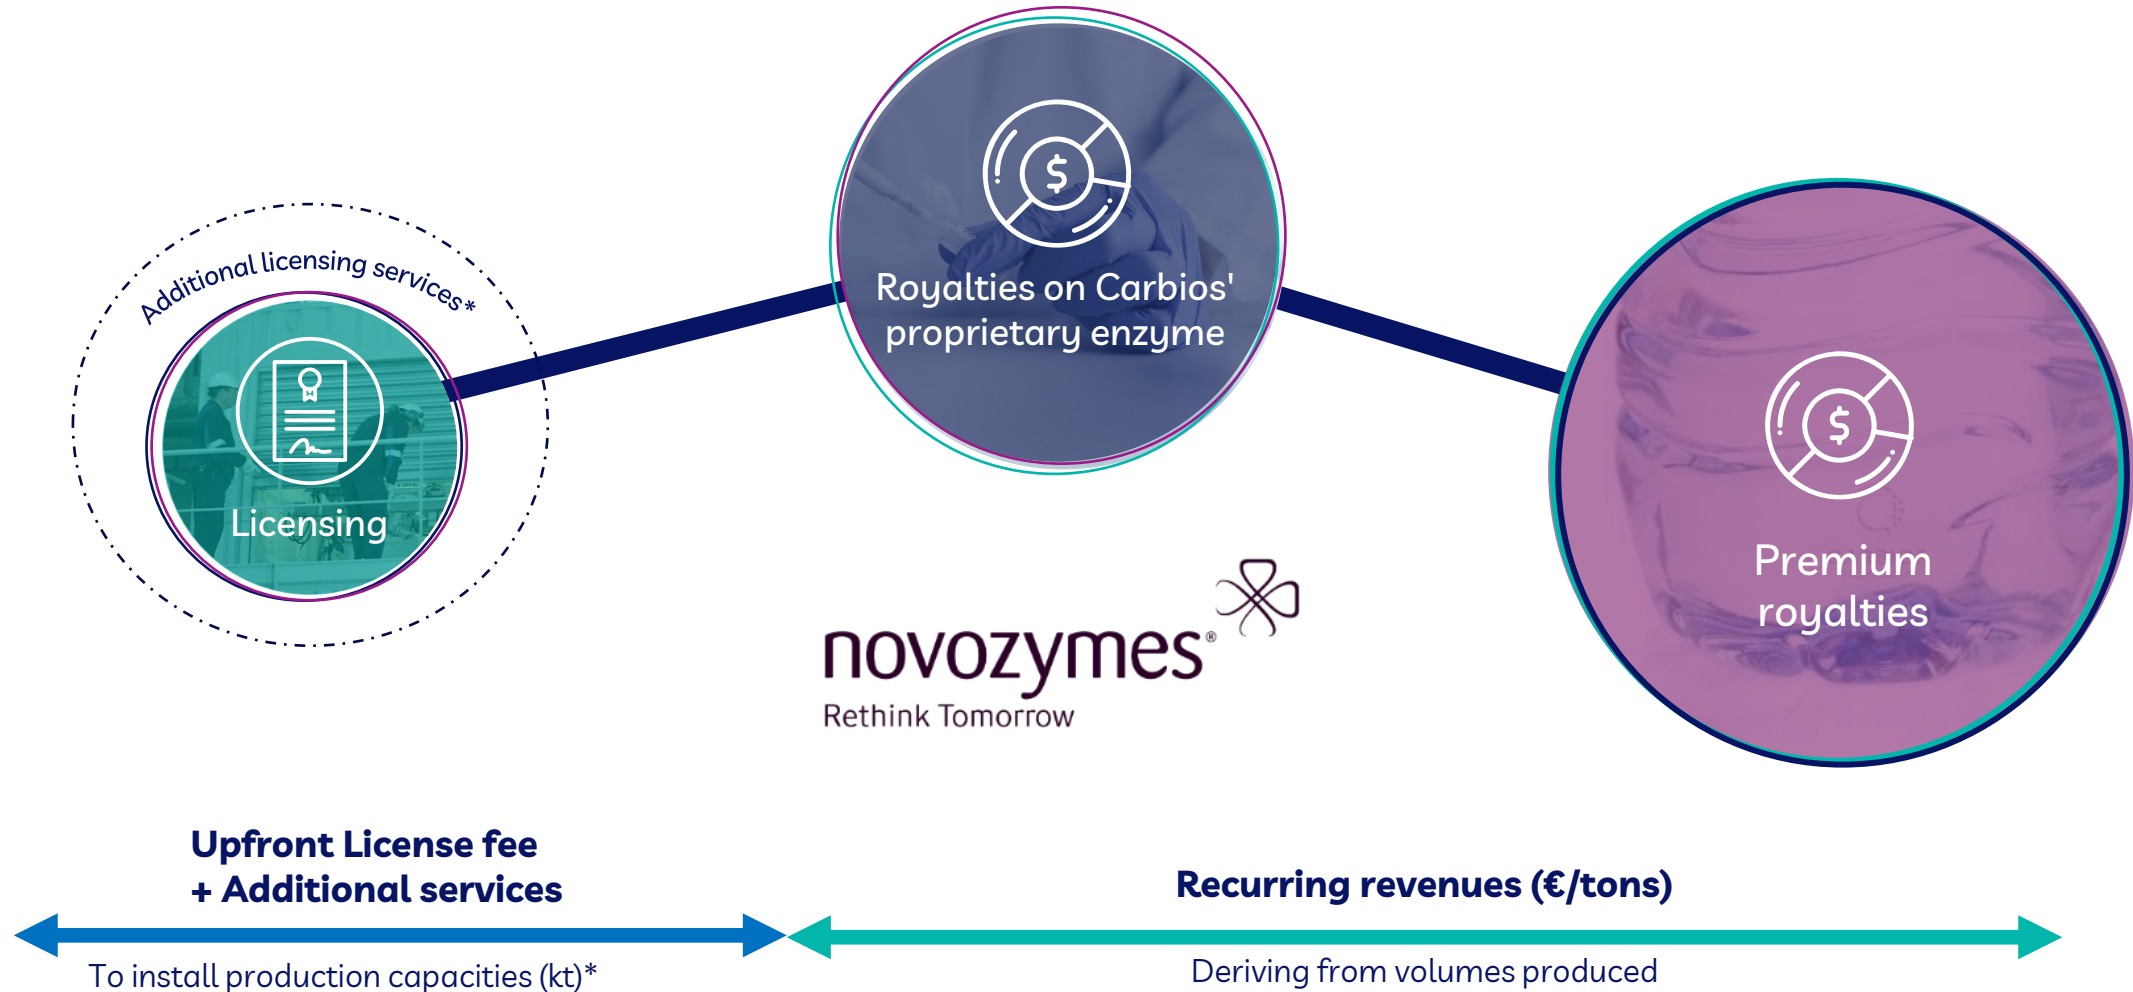 Additional licensing services*
Licensing
$
Royalties on Carbios'
proprietary enzyme
$
Premium
royalties
novozymes®
Rethink Tomorrow
Upfront License fee
+ Additional services
To install production capacities (kt)*
Recurring revenues (€/tons)
Deriving from volumes produced